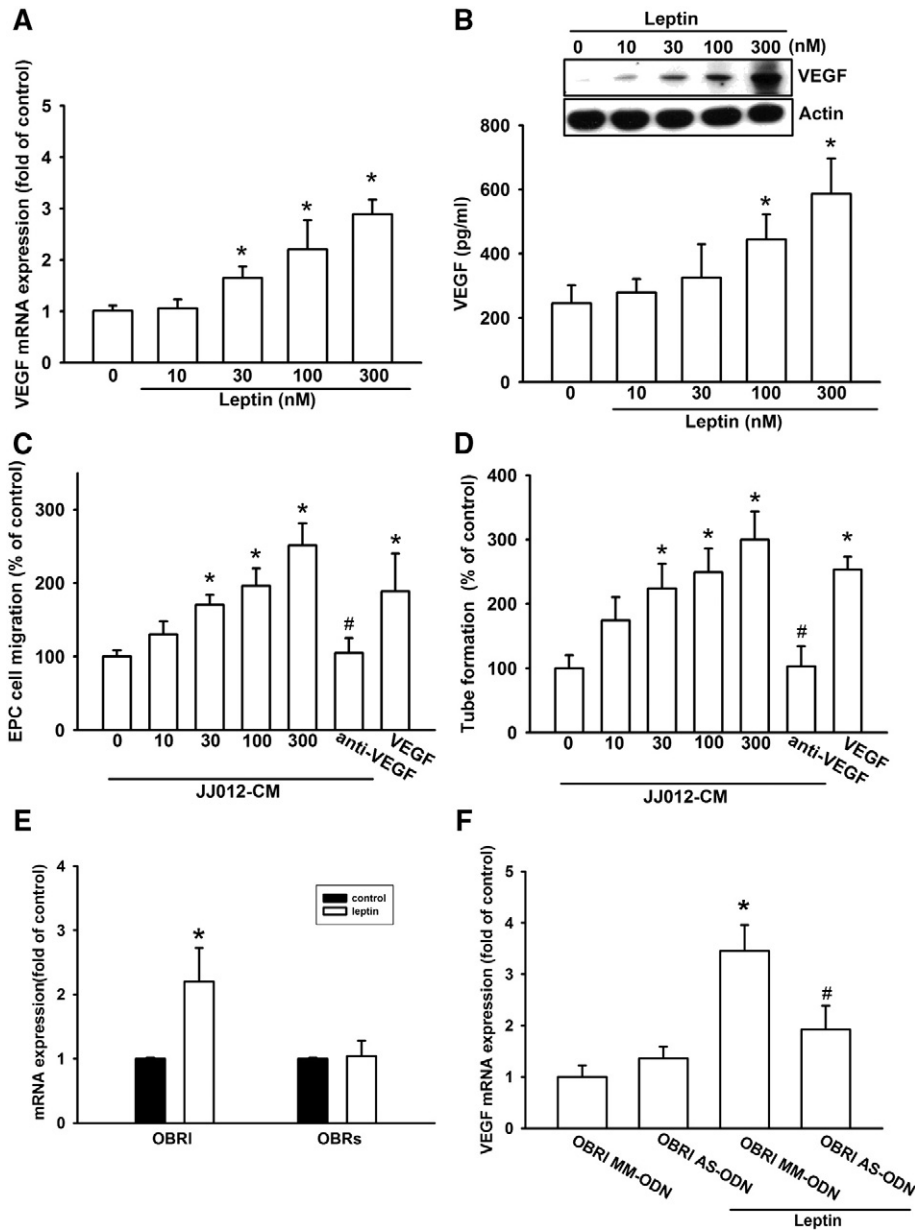 A
VEGF mRNA expression (fold of control)
5
4
3
2
1
0
* * *
0 10 30 100 300
Leptin (nM)
B
Leptin
0 10 30 100 300 (nM)
VEGF
Actin
VEGF (pg/ml)
800
600
400
200
0
* *
0 10 30 100 300
Leptin (nM)
C
EPC cell migration (% of control)
300
200
100
0
* * * # *
0 10 30 100 300 anti-VEGF VEGF
JJ012-CM
D
Tube formation (% of control)
400
300
200
100
0
* * * # *
0 10 30 100 300 anti-VEGF VEGF
JJ012-CM
E
mRNA expression(fold of control)
4
3
2
1
0
control
leptin
*
OBRl OBRs
F
VEGF mRNA expression (fold of control)
5
4
3
2
1
0
* #
OBRl MM-ODN OBRl AS-ODN OBRl MM-ODN OBRl AS-ODN
Leptin